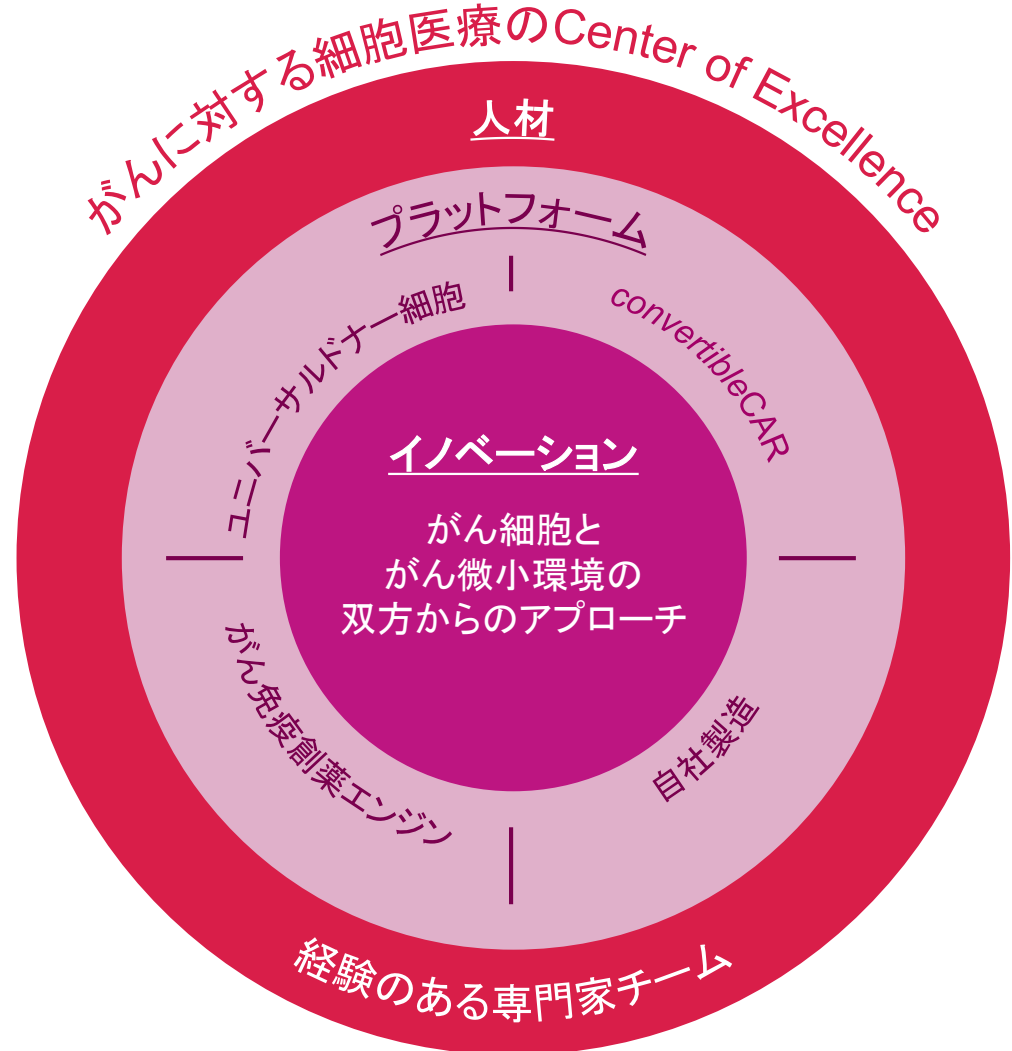 がんに対する細胞医療のCenter of Excellence
人材
プラットフォーム
ユニバーサルドナー細胞
convertibleCAR
イノベーション
がん細胞と
がん微小環境の
双方からのアプローチ
がん免疫創薬エンジン
自社製造
経験のある専門家チーム